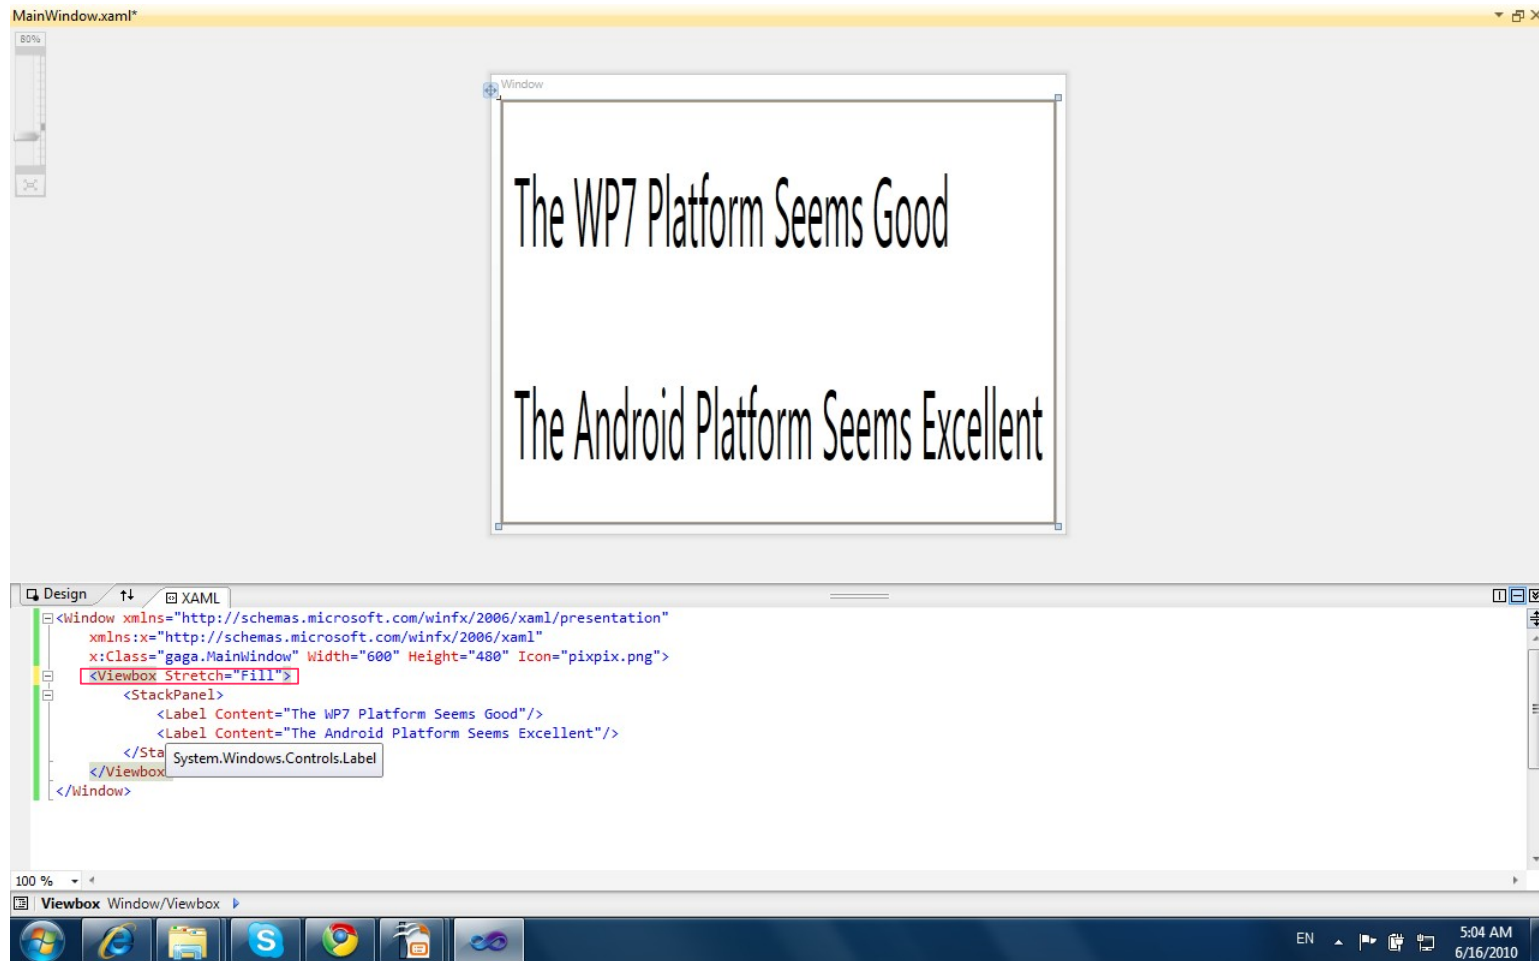 MainWindow.xaml*
80%
Window
The WP7 Platform Seems Good
The Android Platform Seems Excellent
Design
XAML
<Window xmlns="http://schemas.microsoft.com/winfx/2006/xaml/presentation"
xmlns:x="http://schemas.microsoft.com/winfx/2006/xaml"
x:Class="gaga.MainWindow" Width="600" Height="480" Icon="pixpix.png">
<Viewbox Stretch="Fill">
<StackPanel>
<Label Content="The WP7 Platform Seems Good"/>
<Label Content="The Android Platform Seems Excellent"/>
</Sta
System.Windows.Controls.Label
</Viewbox
</Window>
100 %
Viewbox Window/Viewbox
EN
5:04 AM
6/16/2010